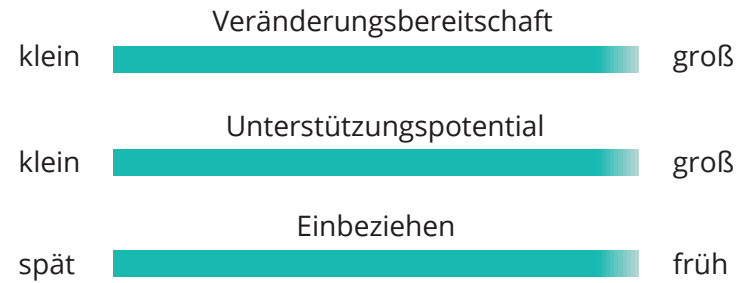 Veränderungsbereitschaft
klein groß
Unterstützungspotential
klein groß
Einbeziehen
spät früh